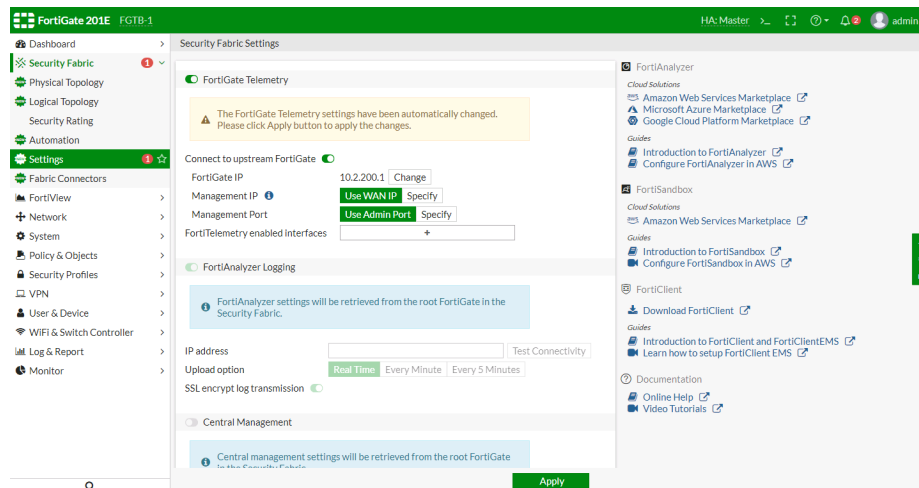 FortiGate 201E FGTB-1
HA: Master >_ 2 admin
Dashboard
Security Fabric 1
Physical Topology
Logical Topology
Security Rating
Automation
Settings 1
Fabric Connectors
FortiView
Network
System
Policy & Objects
Security Profiles
VPN
User & Device
WiFi & Switch Controller
Log & Report
Monitor
Security Fabric Settings
FortiGate Telemetry
The FortiGate Telemetry settings have been automatically changed.
Please click Apply button to apply the changes.
Connect to upstream FortiGate
FortiGate IP 10.2.200.1 Change
Management IP Use WAN IP Specify
Management Port Use Admin Port Specify
FortiTelemetry enabled interfaces +
FortiAnalyzer Logging
FortiAnalyzer settings will be retrieved from the root FortiGate in the
Security Fabric.
IP address Test Connectivity
Upload option Real Time Every Minute Every 5 Minutes
SSL encrypt log transmission
Central Management
Central management settings will be retrieved from the root FortiGate
in the Security Fabric.
Apply
FortiAnalyzer
Cloud Solutions
Amazon Web Services Marketplace
Microsoft Azure Marketplace
Google Cloud Platform Marketplace
Guides
Introduction to FortiAnalyzer
Configure FortiAnalyzer in AWS
FortiSandbox
Cloud Solutions
Amazon Web Services Marketplace
Guides
Introduction to FortiSandbox
Configure FortiSandbox in AWS
FortiClient
Download FortiClient
Guides
Introduction to FortiClient and FortiClientEMS
Learn how to setup FortiClient EMS
Documentation
Online Help
Video Tutorials